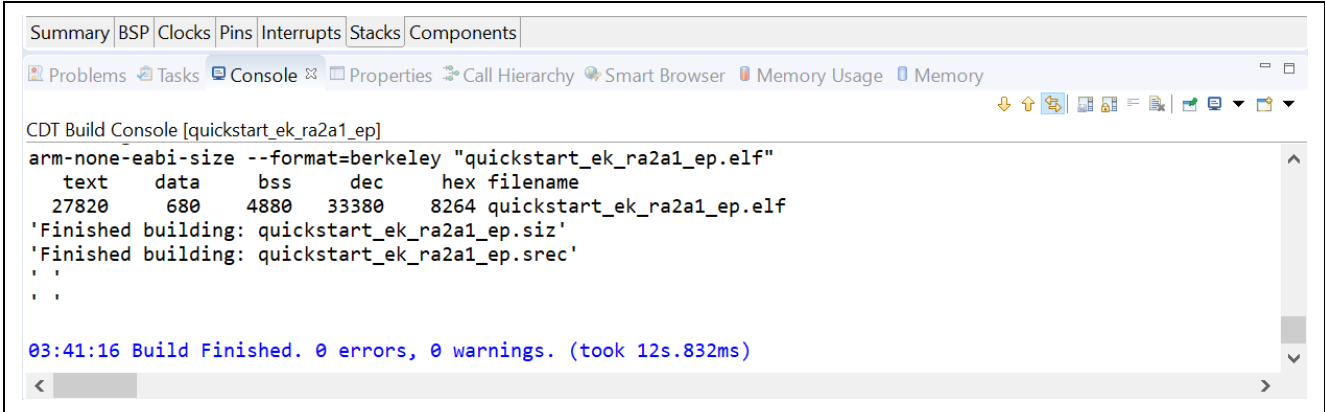 Summary BSP Clocks Pins Interrupts Stacks Components
Problems Tasks Console Properties Call Hierarchy Smart Browser Memory Usage Memory
CDT Build Console [quickstart_ek_ra2a1_ep]
arm-none-eabi-size --format=berkeley "quickstart_ek_ra2a1_ep.elf"
   text    data     bss     dec     hex filename
  27820     680    4880   33380    8264 quickstart_ek_ra2a1_ep.elf
'Finished building: quickstart_ek_ra2a1_ep.siz'
'Finished building: quickstart_ek_ra2a1_ep.srec'
' '
' '
03:41:16 Build Finished. 0 errors, 0 warnings. (took 12s.832ms)